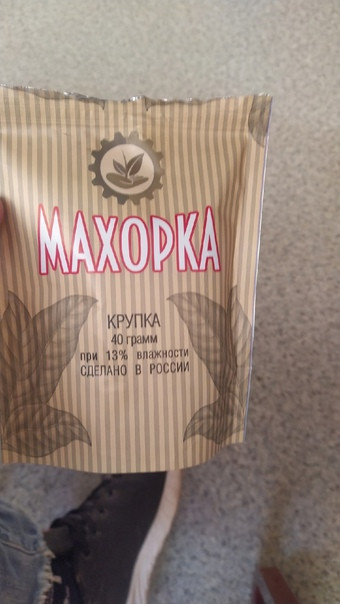 МАХОРКА
КРУПКА
40 грамм
при 13% влажности
СДЕЛАНО В РОССИИ